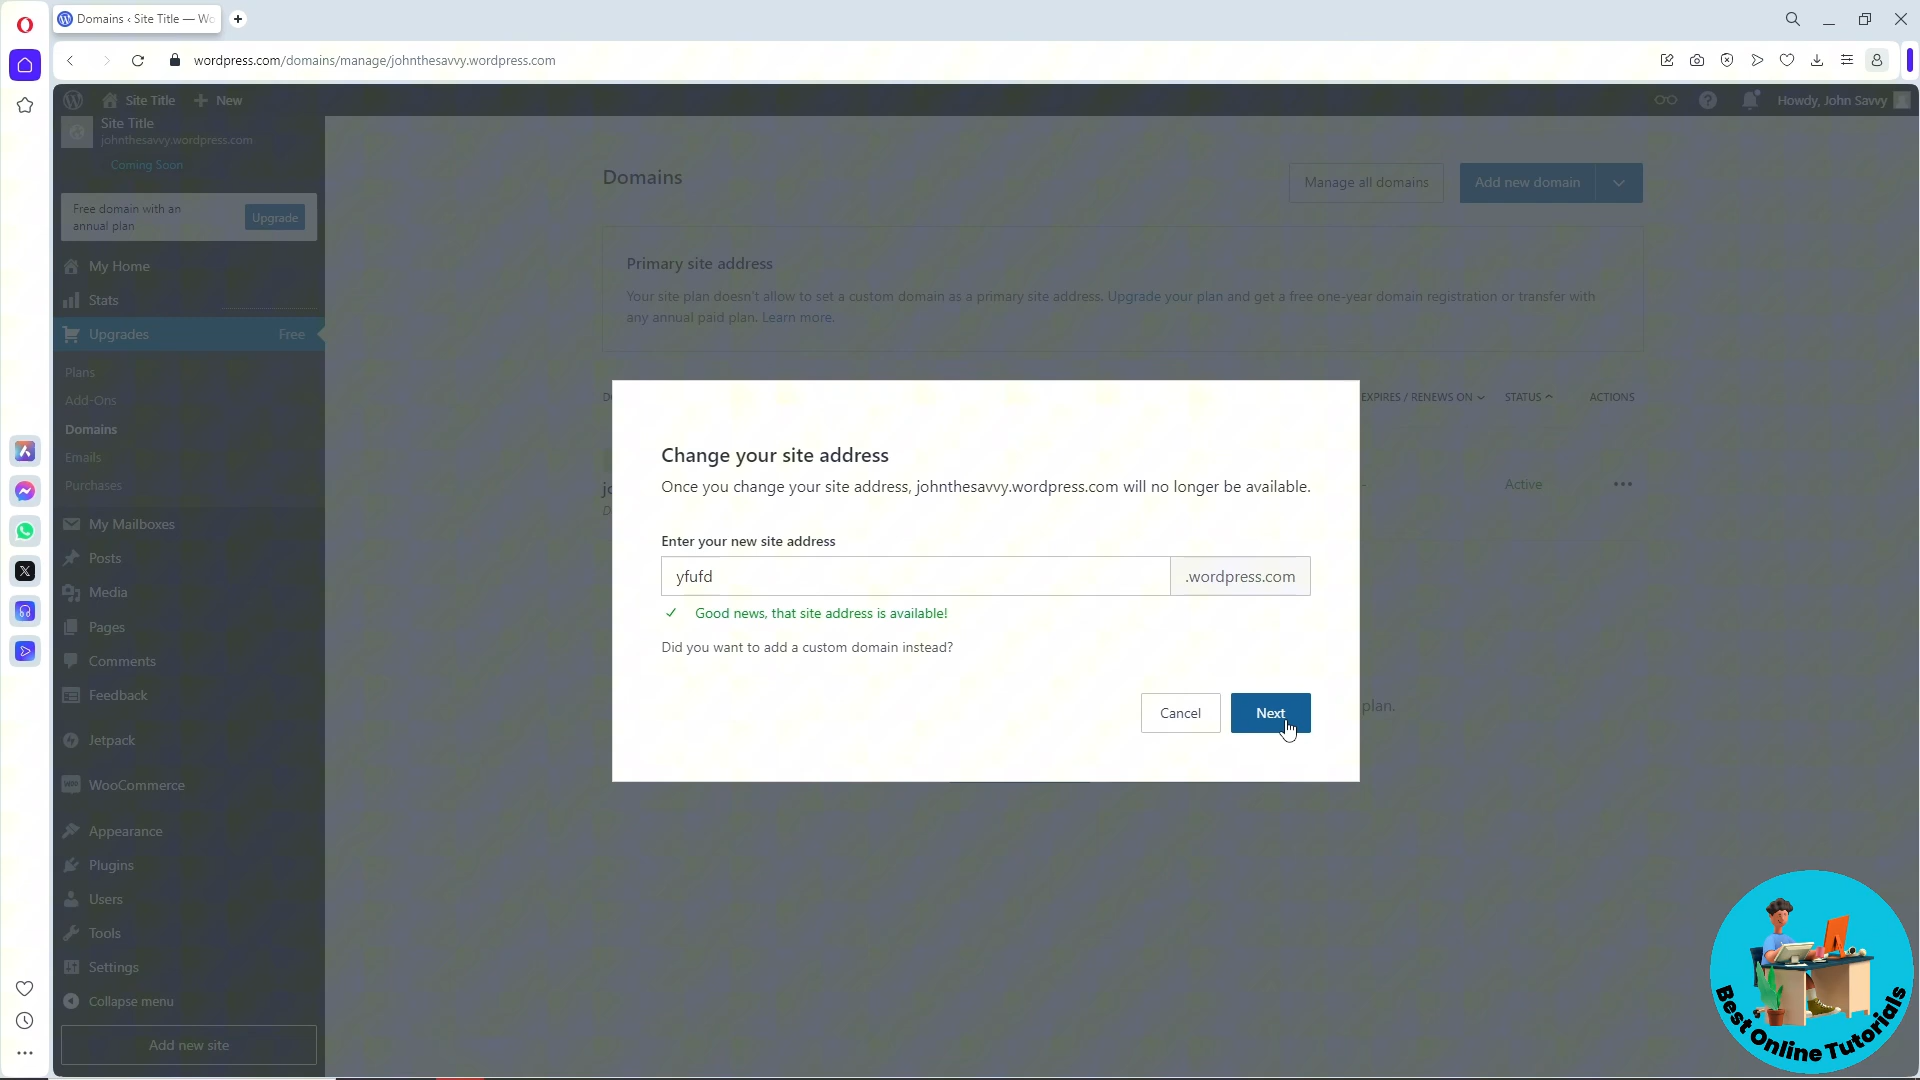 Domains ‹ Site Title — Wo
wordpress.com/domains/manage/johnthesavvy.wordpress.com
Site Title
New
Howdy, John Savvy
Site Title
johnthesavvy.wordpress.com
Coming Soon
Free domain with an
annual plan
Upgrade
My Home
Stats
Upgrades
Free
Plans
Add-Ons
Domains
Emails
Purchases
My Mailboxes
Posts
Media
Pages
Comments
Feedback
Jetpack
WooCommerce
Appearance
Plugins
Users
Tools
Settings
Collapse menu
Add new site
Domains
Manage all domains
Add new domain
Primary site address
Your site plan doesn't allow to set a custom domain as a primary site address. Upgrade your plan and get a free one-year domain registration or transfer with
any annual paid plan. Learn more.
EXPIRES / RENEWS ON
STATUS
ACTIONS
Active
plan.
Change your site address
Once you change your site address, johnthesavvy.wordpress.com will no longer be available.
Enter your new site address
yfufd
.wordpress.com
Good news, that site address is available!
Did you want to add a custom domain instead?
Cancel
Next
Best Online Tutorials